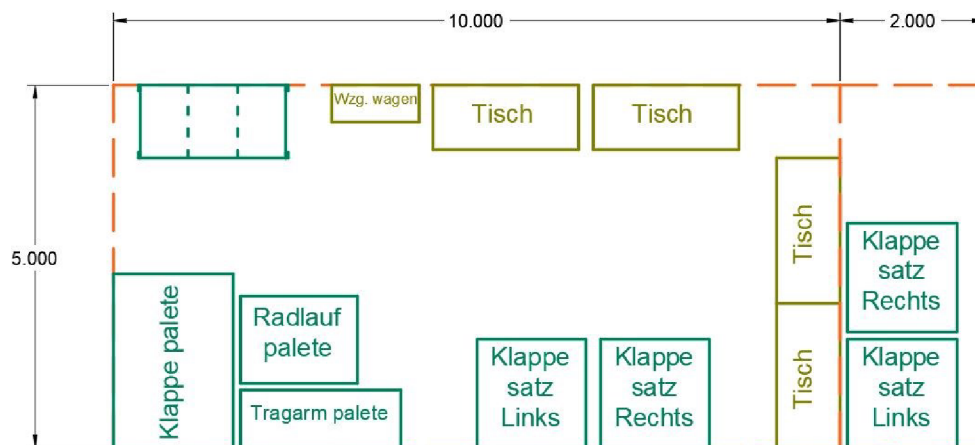 10.000
2.000
5.000
Wzg. wagen
Tisch
Tisch
Tisch
Klappe
satz
Rechts
Klappe palete
Radlauf
palete
Tragarm palete
Klappe
satz
Links
Klappe
satz
Rechts
Tisch
Klappe
satz
Links